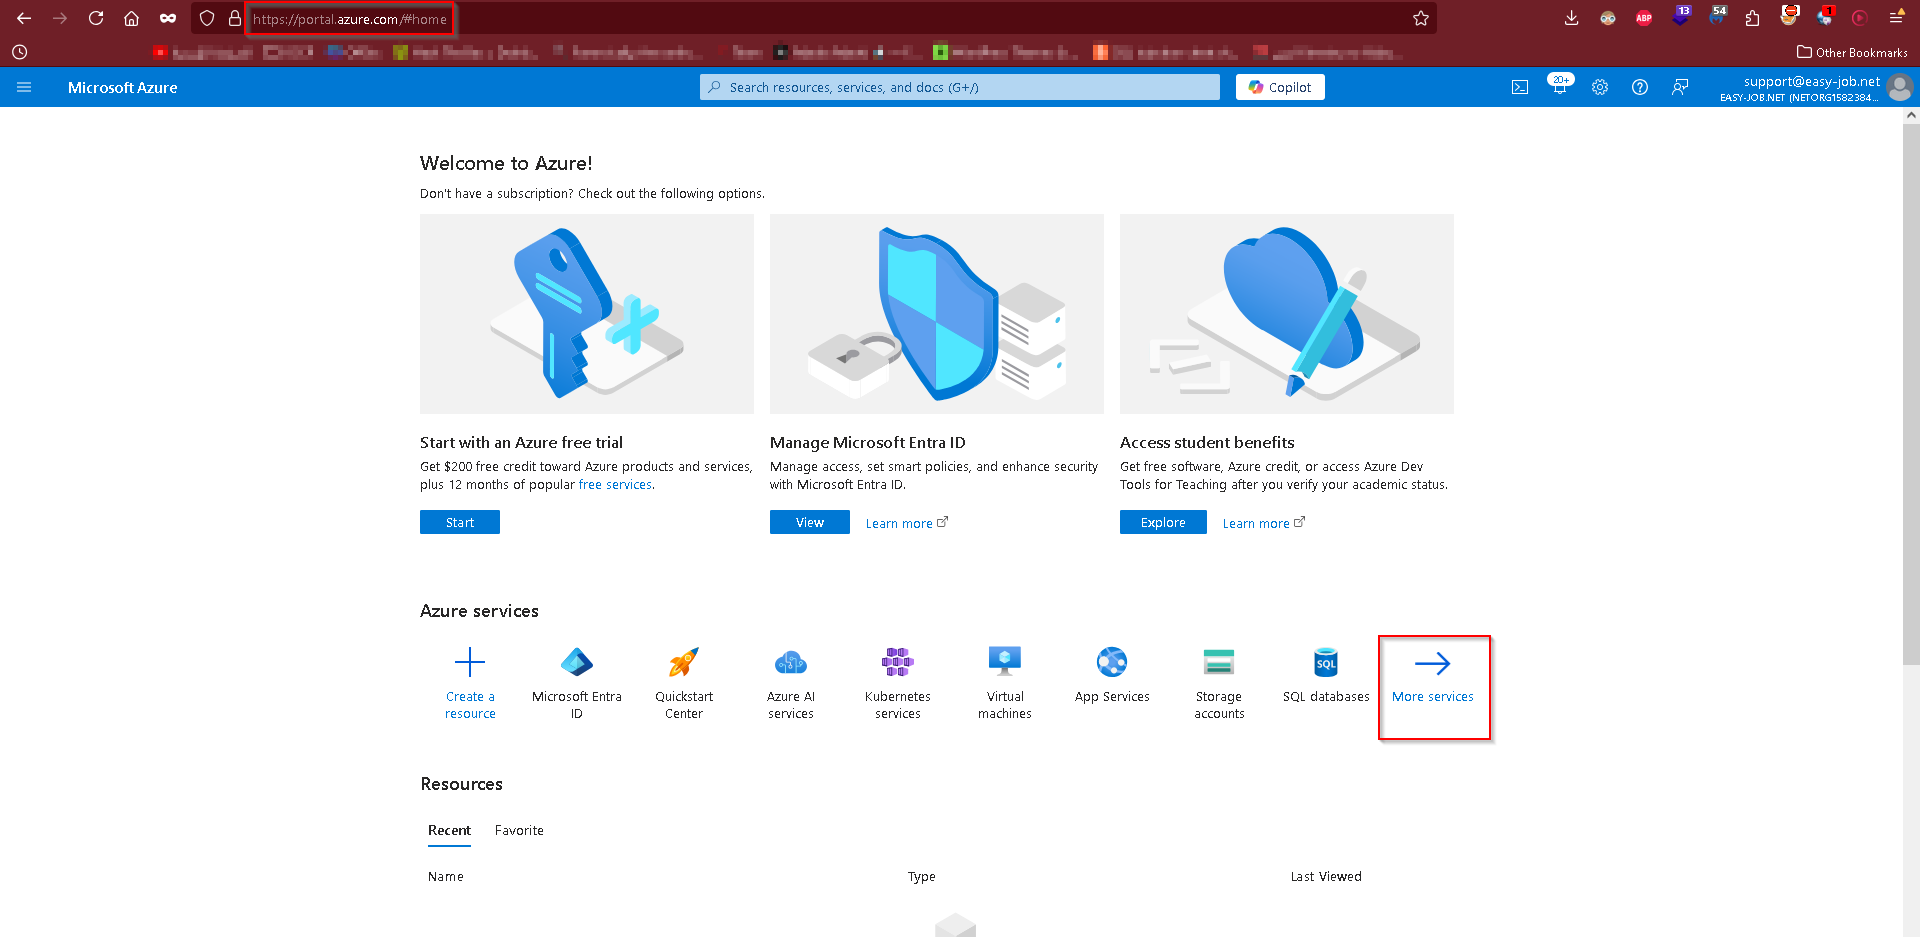 https://portal.azure.com/#home
13
54
1
Other Bookmarks
Microsoft Azure
Search resources, services, and docs (G+/)
Copilot
20+
support@easy-job.net
EASY-JOB.NET (NETORG1582384...
Welcome to Azure!
Don't have a subscription? Check out the following options.
Start with an Azure free trial
Get $200 free credit toward Azure products and services,
plus 12 months of popular free services.
Start
Manage Microsoft Entra ID
Manage access, set smart policies, and enhance security
with Microsoft Entra ID.
View
Learn more
Access student benefits
Get free software, Azure credit, or access Azure Dev
Tools for Teaching after you verify your academic status.
Explore
Learn more
Azure services
Create a
resource
Microsoft Entra
ID
Quickstart
Center
Azure AI
services
Kubernetes
services
Virtual
machines
App Services
Storage
accounts
SQL
SQL databases
More services
Resources
Recent
Favorite
Name
Type
Last Viewed
ABP